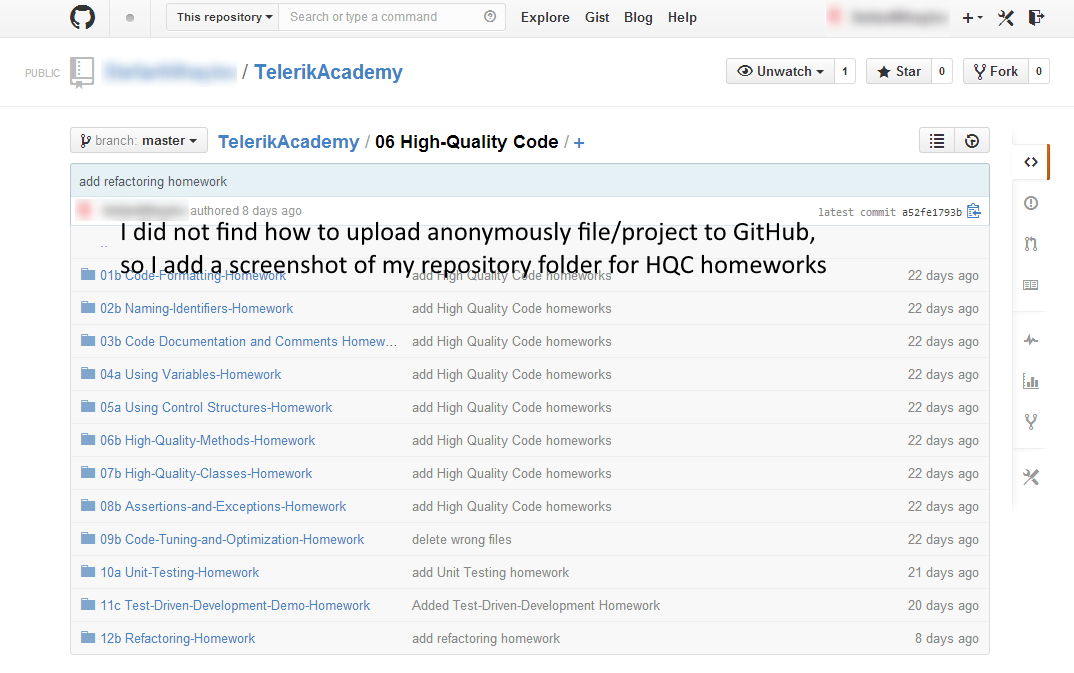 This repository Search or type a command Explore Gist Blog Help
PUBLIC / TelerikAcademy Unwatch 1 Star 0 Fork 0
branch: master TelerikAcademy / 06 High-Quality Code / +
add refactoring homework
authored 8 days ago latest commit a52fe1793b
I did not find how to upload anonymously file/project to GitHub,
..
so I add a screenshot of my repository folder for HQC homeworks
01b Code-Formatting-Homework add High Quality Code homeworks 22 days ago
02b Naming-Identifiers-Homework add High Quality Code homeworks 22 days ago
03b Code Documentation and Comments Homew... add High Quality Code homeworks 22 days ago
04a Using Variables-Homework add High Quality Code homeworks 22 days ago
05a Using Control Structures-Homework add High Quality Code homeworks 22 days ago
06b High-Quality-Methods-Homework add High Quality Code homeworks 22 days ago
07b High-Quality-Classes-Homework add High Quality Code homeworks 22 days ago
08b Assertions-and-Exceptions-Homework add High Quality Code homeworks 22 days ago
09b Code-Tuning-and-Optimization-Homework delete wrong files 22 days ago
10a Unit-Testing-Homework add Unit Testing homework 21 days ago
11c Test-Driven-Development-Demo-Homework Added Test-Driven-Development Homework 20 days ago
12b Refactoring-Homework add refactoring homework 8 days ago